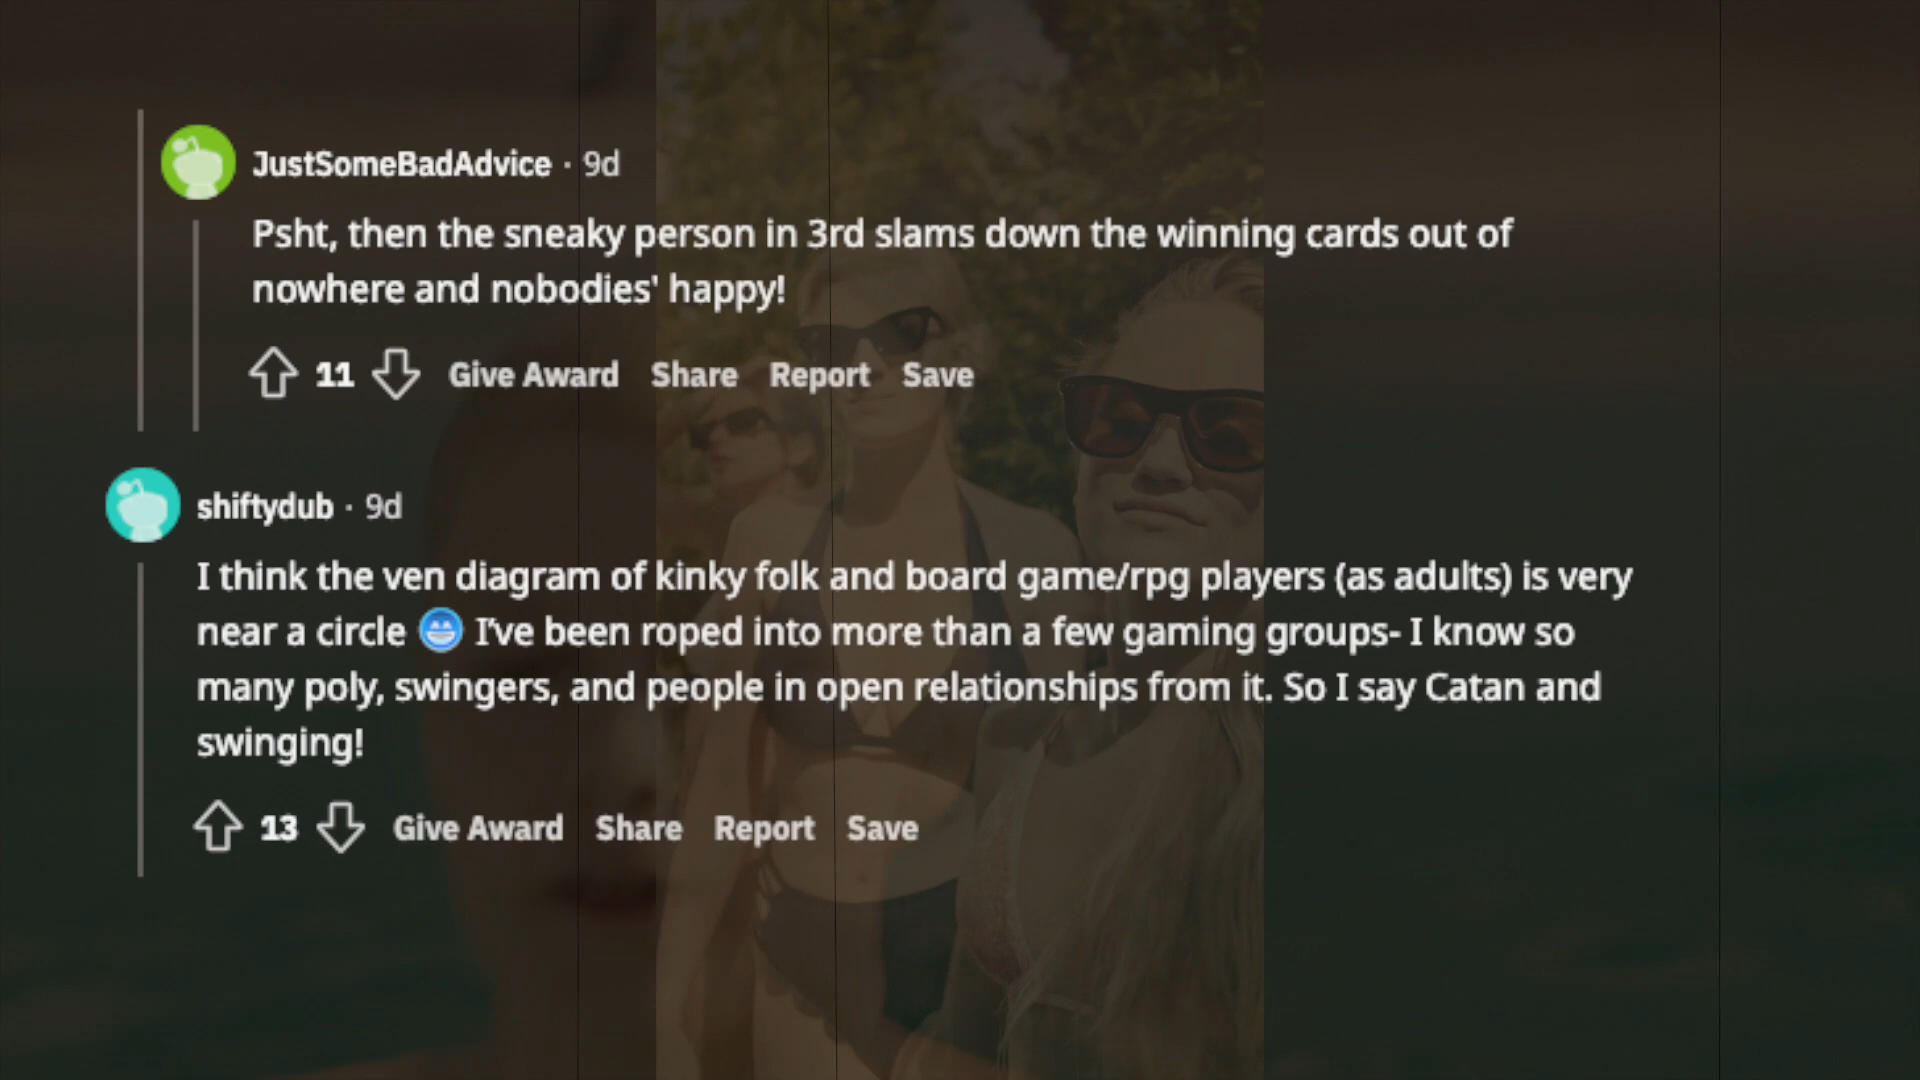 JustSomeBadAdvice · 9d
Psht, then the sneaky person in 3rd slams down the winning cards out of
nowhere and nobodies' happy!
11 Give Award Share Report Save
shiftydub · 9d
I think the ven diagram of kinky folk and board game/rpg players (as adults) is very
near a circle 😄 I've been roped into more than a few gaming groups- I know so
many poly, swingers, and people in open relationships from it. So I say Catan and
swinging!
13 Give Award Share Report Save